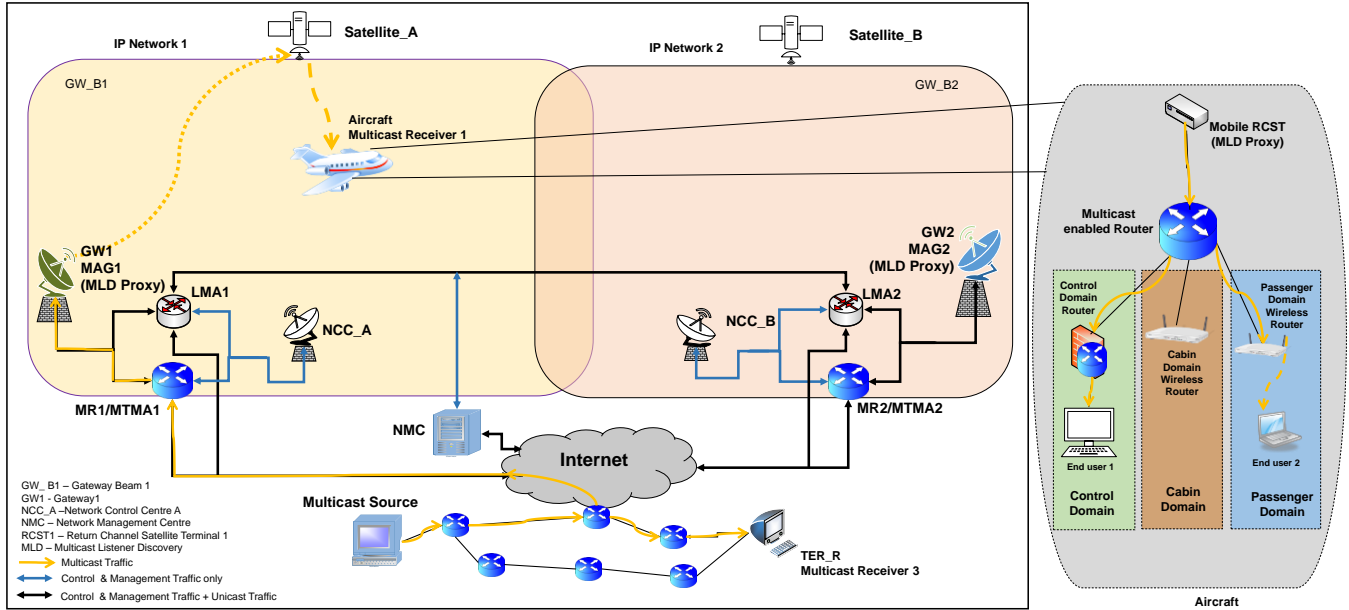 IP Network 1
Satellite_A
IP Network 2
Satellite_B
GW_B1
GW_B2
Aircraft
Multicast Receiver 1
GW1
MAG1
(MLD Proxy)
LMA1
NCC_A
MR1/MTMA1
GW2
MAG2
(MLD Proxy)
LMA2
NCC_B
MR2/MTMA2
NMC
Internet
Multicast Source
TER_R
Multicast Receiver 3
GW_ B1 – Gateway Beam 1
GW1 - Gateway1
NCC_A –Network Control Centre A
NMC – Network Management Centre
RCST1 – Return Channel Satellite Terminal 1
MLD – Multicast Listener Discovery
Multicast Traffic
Control & Management Traffic only
Control & Management Traffic + Unicast Traffic
Mobile RCST
(MLD Proxy)
Multicast
enabled Router
Control
Domain
Router
Passenger
Domain
Wireless
Router
Cabin
Domain
Wireless
Router
End user 1
End user 2
Control
Domain
Cabin
Domain
Passenger
Domain
Aircraft